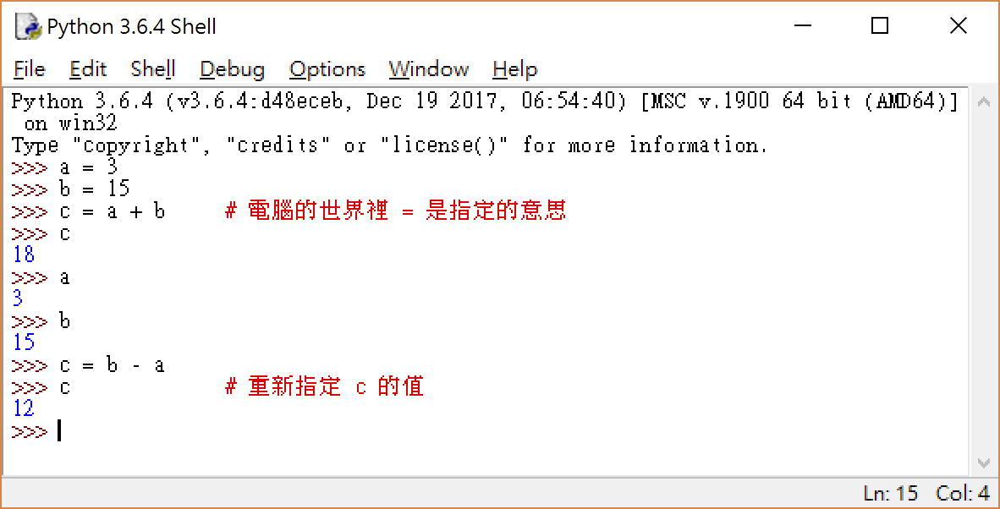 Python 3.6.4 Shell
File Edit Shell Debug Options Window Help
Python 3.6.4 (v3.6.4:d48eceb, Dec 19 2017, 06:54:40) [MSC v.1900 64 bit (AMD64)]
 on win32
Type "copyright", "credits" or "license()" for more information.
>>> a = 3
>>> b = 15
>>> c = a + b     # 電腦的世界裡 = 是指定的意思
>>> c
18
>>> a
3
>>> b
15
>>> c = b - a
>>> c             # 重新指定 c 的值
12
>>>
Ln: 15 Col: 4